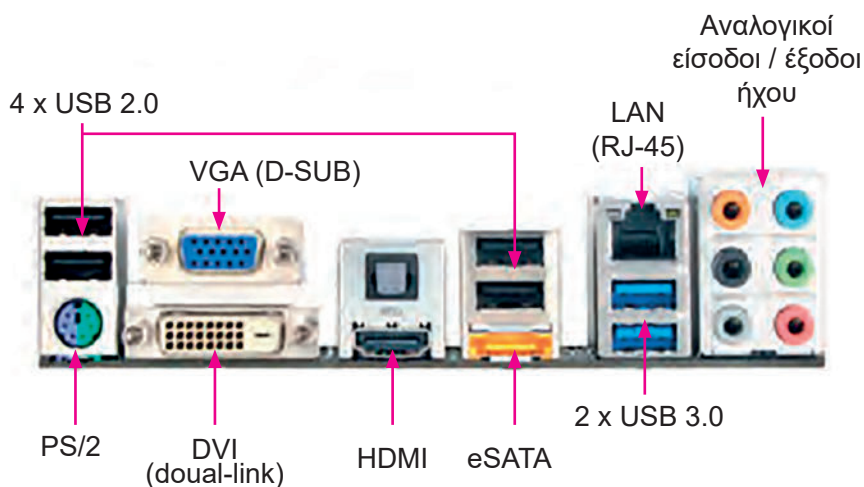 Αναλογικοί
είσοδοι / έξοδοι
ήχου
4 x USB 2.0
LAN
(RJ-45)
VGA (D-SUB)
2 x USB 3.0
PS/2
DVI
(doual-link)
HDMI
eSATA